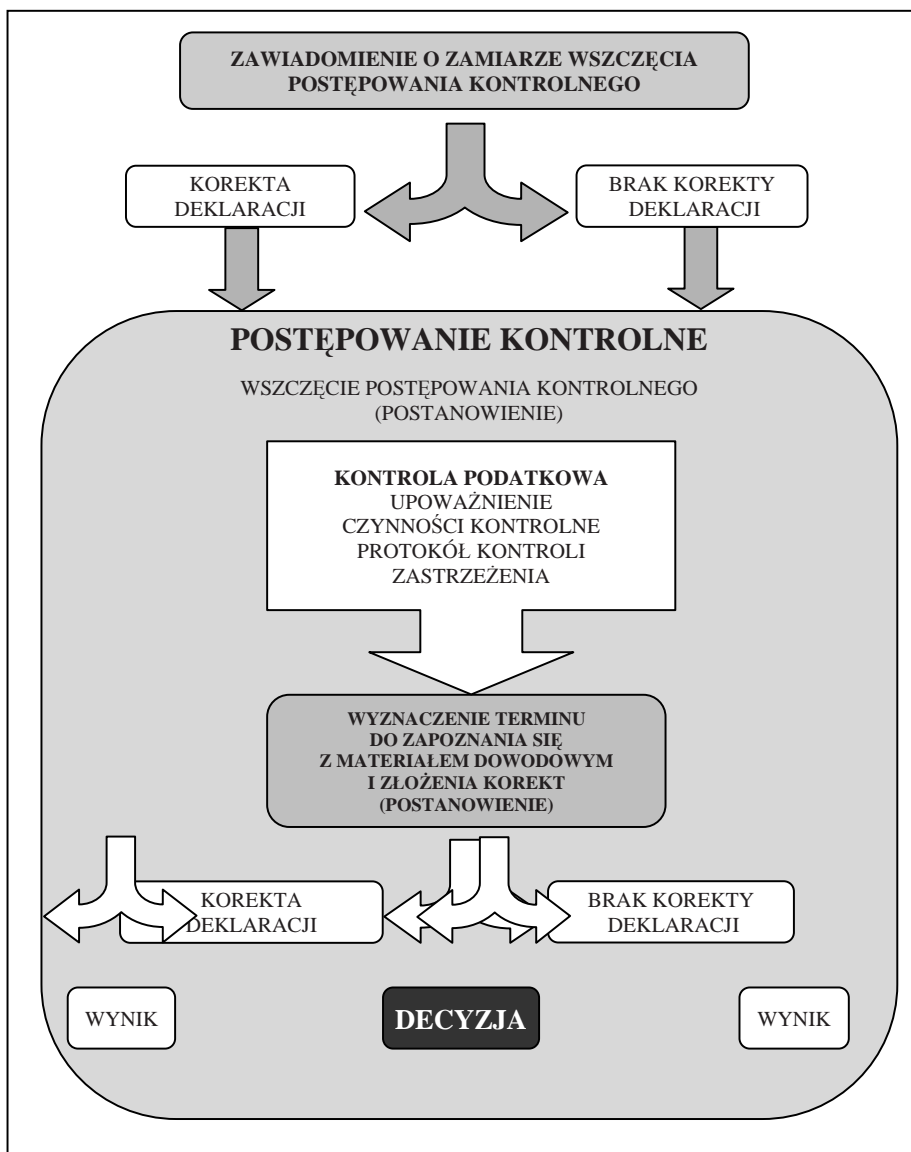 ZAWIADOMIENIE O ZAMIARZE WSZCZĘCIA
POSTĘPOWANIA KONTROLNEGO
KOREKTA
DEKLARACJI
BRAK KOREKTY
DEKLARACJI
POSTĘPOWANIE KONTROLNE
WSZCZĘCIE POSTĘPOWANIA KONTROLNEGO
(POSTANOWIENIE)
KONTROLA PODATKOWA
UPOWAŻNIENIE
CZYNNOŚCI KONTROLNE
PROTOKÓŁ KONTROLI
ZASTRZEŻENIA
WYZNACZENIE TERMINU
DO ZAPOZNANIA SIĘ
Z MATERIAŁEM DOWODOWYM
I ZŁOŻENIA KOREKT
(POSTANOWIENIE)
KOREKTA
DEKLARACJI
BRAK KOREKTY
DEKLARACJI
WYNIK
DECYZJA
WYNIK